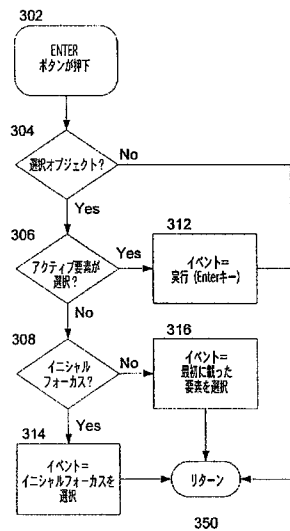 302
ENTER
ボタンが押下
304
選択オブジェクト?
No
Yes
306
312
アクティブ要素が
選択?
Yes
イベント=
実行 (Enterキー)
No
308
316
イニシャル
フォーカス?
No
イベント=
最初に載った
要素を選択
Yes
314
イベント=
イニシャルフォーカスを
選択
リターン
350